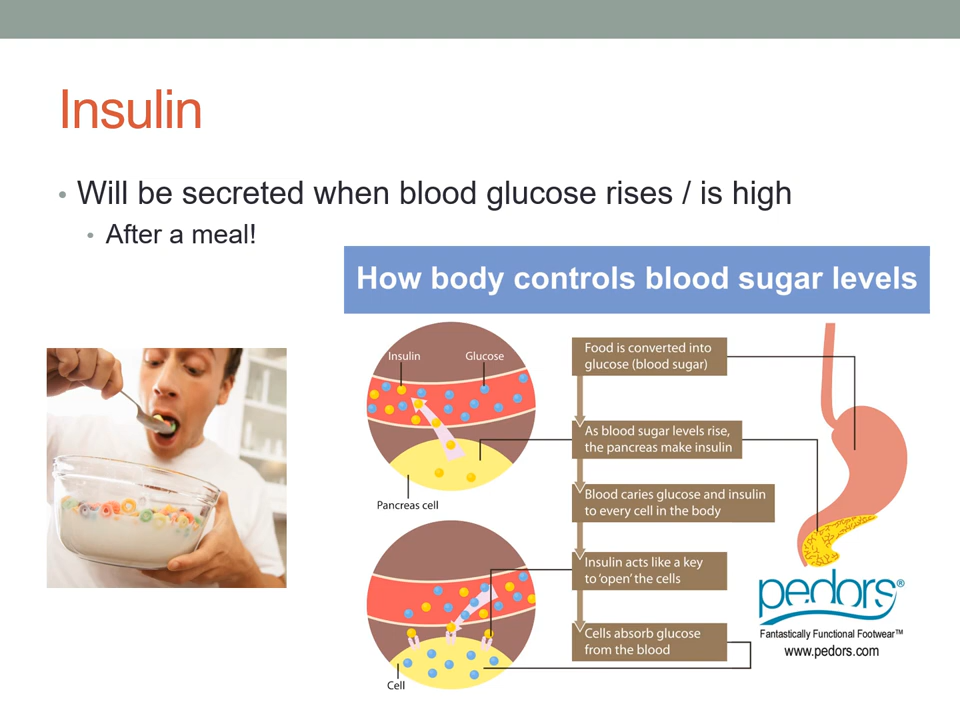 Insulin
• Will be secreted when blood glucose rises / is high
• After a meal!
How body controls blood sugar levels
Insulin
Glucose
Pancreas cell
Cell
Food is converted into
glucose (blood sugar)
As blood sugar levels rise,
the pancreas make insulin
Blood caries glucose and insulin
to every cell in the body
Insulin acts like a key
to 'open' the cells
Cells absorb glucose
from the blood
pedors®
Fantastically Functional Footwear™
www.pedors.com